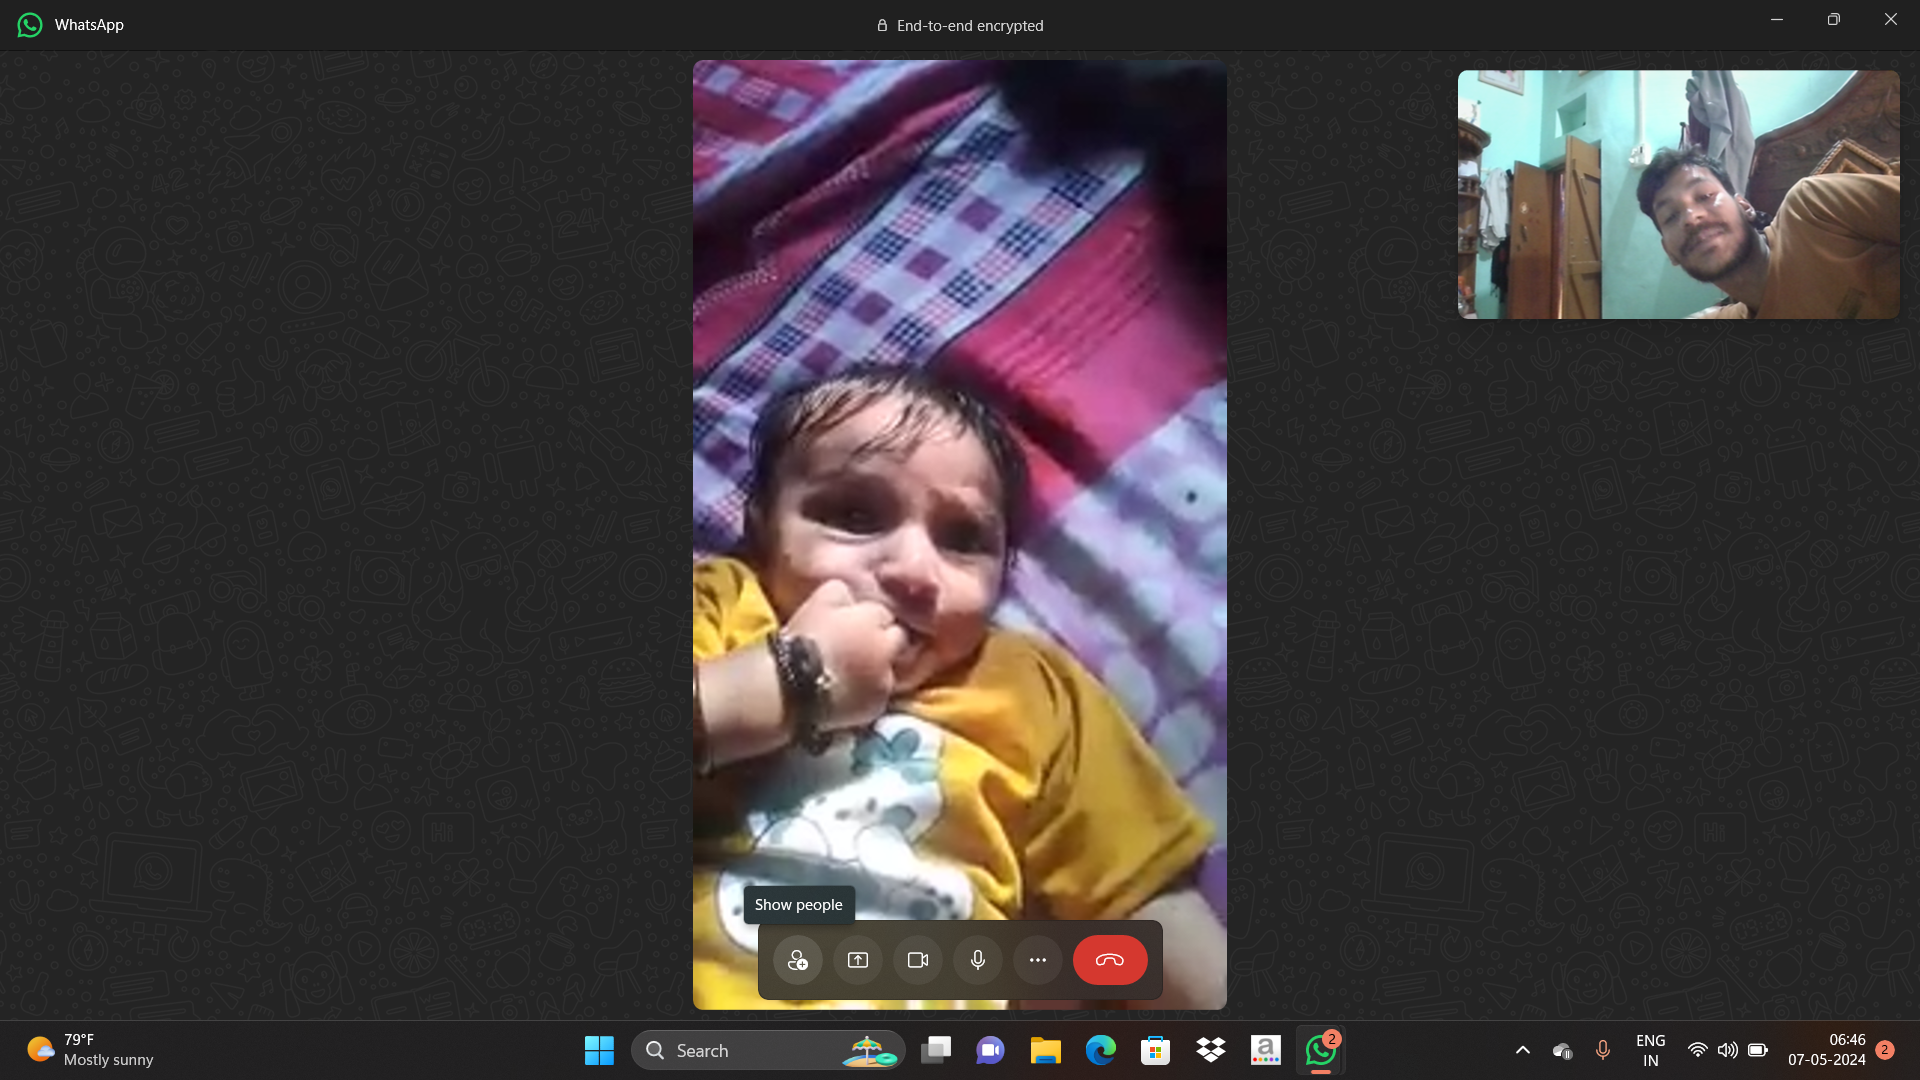 WhatsApp
End-to-end encrypted
Show people
79°F
Mostly sunny
Search
2
ENG
IN
06:46
07-05-2024
2